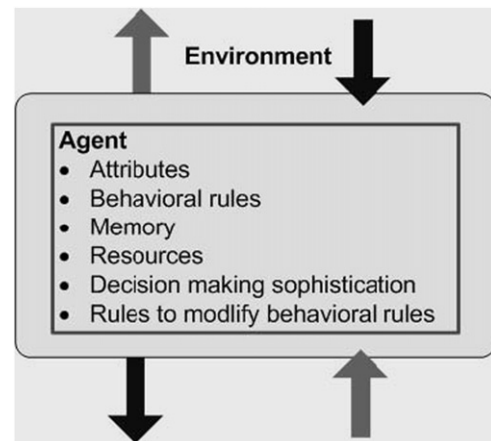 Environment
Agent
• Attributes
• Behavioral rules
• Memory
• Resources
• Decision making sophistication
• Rules to modlify behavioral rules